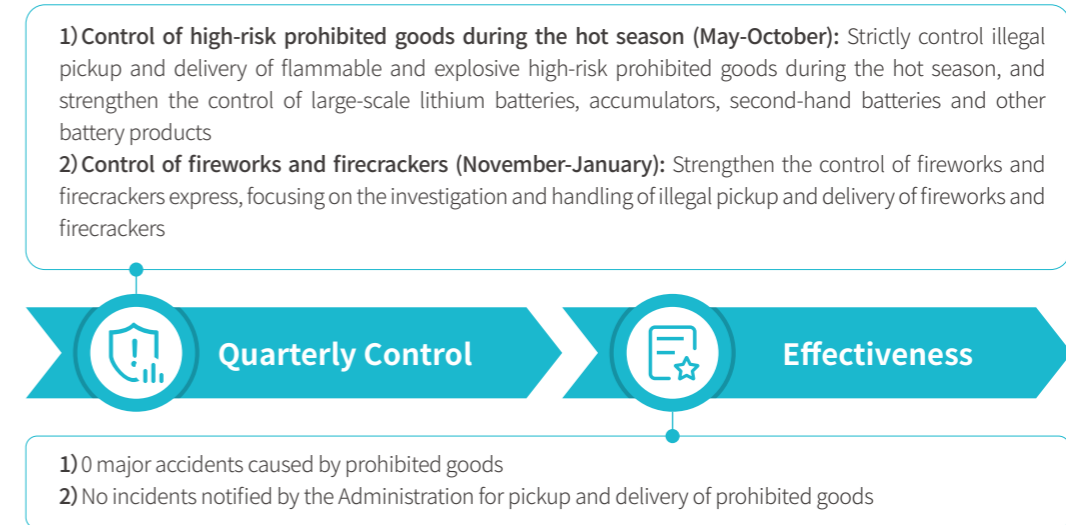 1) Control of high-risk prohibited goods during the hot season (May-October): Strictly control illegal
pickup and delivery of flammable and explosive high-risk prohibited goods during the hot season, and
strengthen the control of large-scale lithium batteries, accumulators, second-hand batteries and other
battery products
2) Control of fireworks and firecrackers (November-January): Strengthen the control of fireworks and
firecrackers express, focusing on the investigation and handling of illegal pickup and delivery of fireworks and
firecrackers
Quarterly Control
Effectiveness
1) 0 major accidents caused by prohibited goods
2) No incidents notified by the Administration for pickup and delivery of prohibited goods